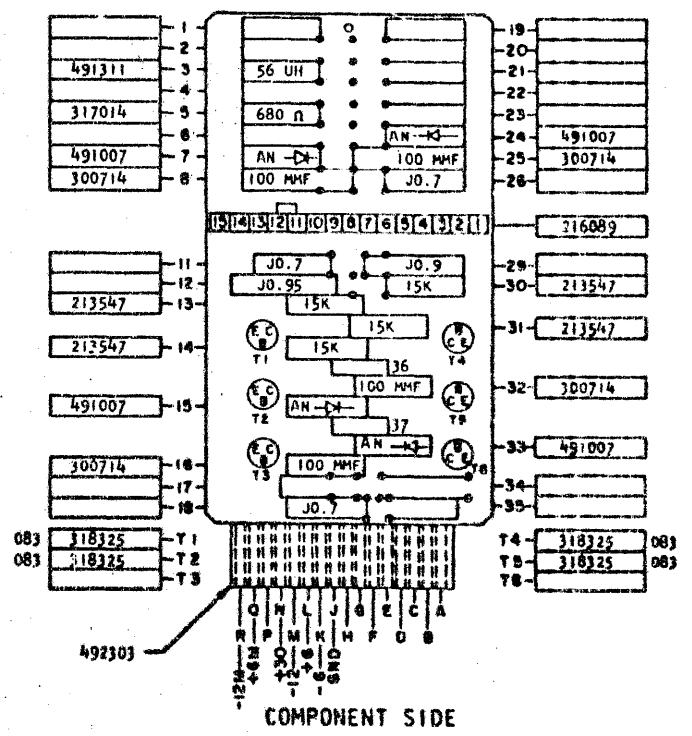 1 19
2 20
491311 3 56 UH 21
4 22
317014 5 680 Ω 23
6 AN 24 491007
491007 7 AN 100 MMF 25 300714
300714 8 100 MMF J0.7 26
15 14 13 12 11 10 9 8 7 6 5 4 3 2 1 216089
11 J0.7 J0.9 29
12 J0.95 15K 30 213547
213547 13 15K
15K 31 213547
213547 14 E C B T1 15K B C E T4
36
100 MMF 32 300714
E C B T2 B C E T5
491007 15 AN
37
AN 33 491007
E C B T3 B C E T6
300714 16 100 MMF
17 34
18 J0.7 35
083 318325 T1 T4 318325 083
083 318325 T2 T5 318325 083
T3 T6
R Q P N M L K J H G F E D C B A
492303
-12M +6M +30 -12 +6 -6 GND
COMPONENT SIDE